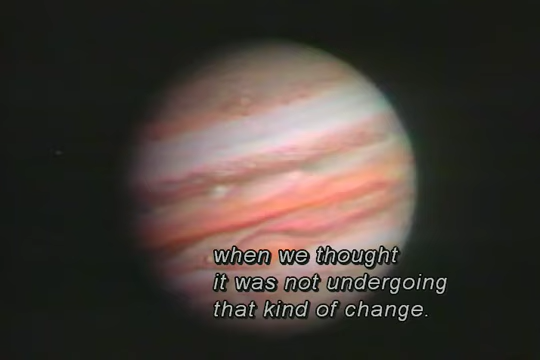 when we thought
it was not undergoing
that kind of change.